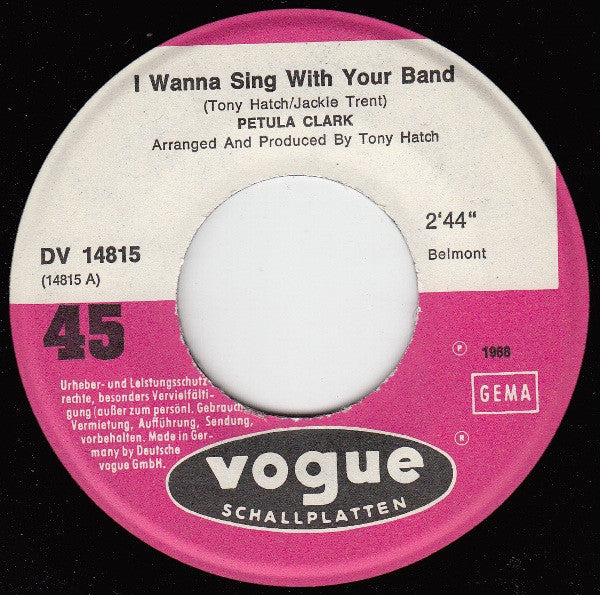 I Wanna Sing With Your Band
(Tony Hatch/Jackie Trent)
PETULA CLARK
Arranged And Produced By Tony Hatch
DV 14815
(14815 A)
2'44"
Belmont
45
Ⓟ 1968
GEMA
Urheber- und Leistungsschutz-
rechte, besonders Vervielfälti-
gung (außer zum persönl. Gebrauch,
Vermietung, Aufführung, Sendung,
vorbehalten. Made in Ger-
many by Deutsche
vogue GmbH.
®
vogue
SCHALLPLATTEN